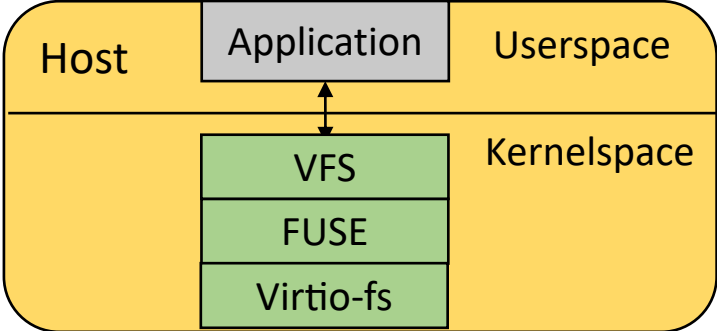 Application
Userspace
Host
Kernelspace
VFS
FUSE
Virtio-fs